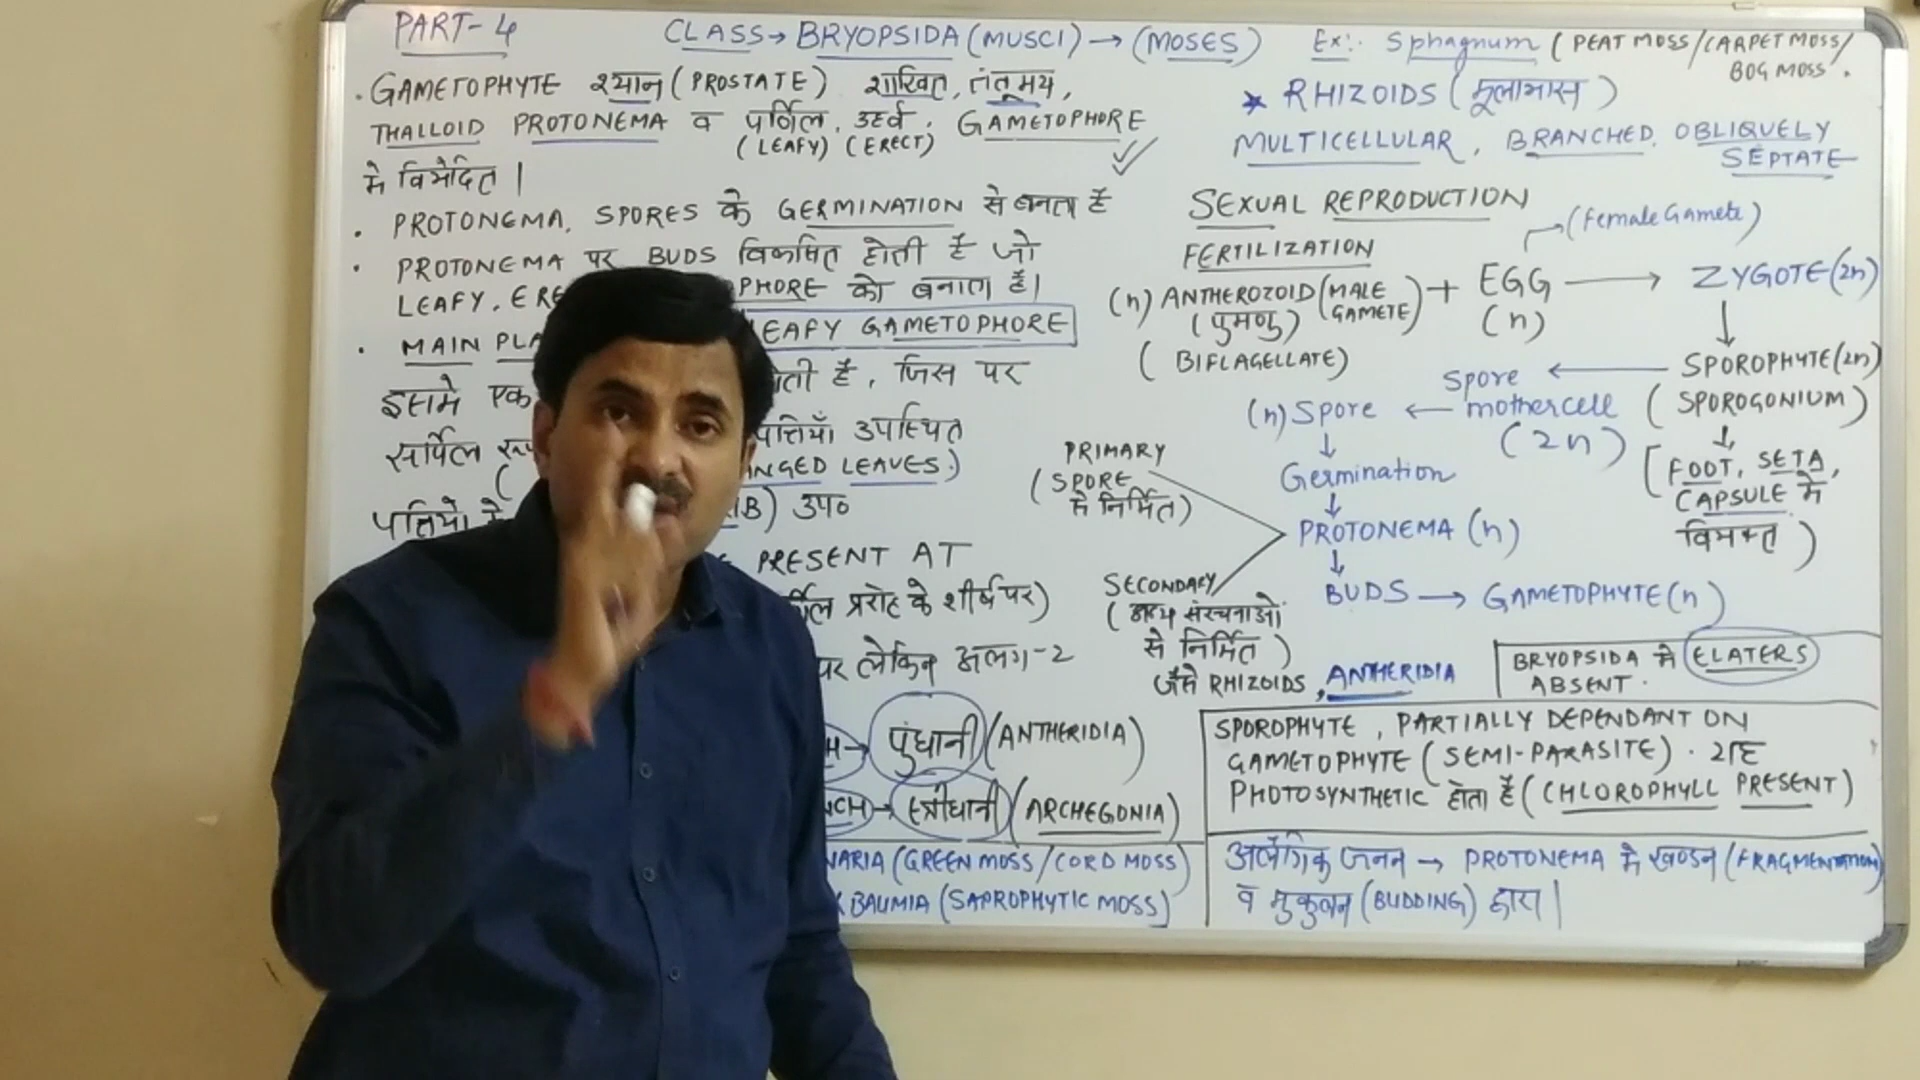 PART-4
CLASS→ BRYOPSIDA (MUSCI) → (MOSES)
Ex:- Sphagnum ( PEAT MOSS/CARPET MOSS/
BOG MOSS.
• GAMETOPHYTE श्यान (PROSTATE) शाखित, तंतूमय,
THALLOID PROTONEMA व पर्णिल, उर्ध्व, GAMETOPHORE
(LEAFY) (ERECT)
मे विभेदित |
• PROTONEMA, SPORES के GERMINATION से बनता है
• PROTONEMA पर BUDS विकसित होती है जो
LEAFY, ERE PHORE को बनाता है।
• MAIN PLA EAFY GAMETOPHORE
इसमे एक ोती है, जिस पर
सर्पिल पत्तियाँ उपस्थित
( NGED LEAVES.)
पत्तियो B) उप०
PRESENT AT
प्ररोह के शीर्ष पर)
पर लेकिन अलग-2
H→ पुंधानी (ANTHERIDIA)
NCH→ स्त्रीधानी (ARCHEGONIA)
NARIA (GREEN MOSS/CORD MOSS)
BAUMIA (SAPROPHYTIC MOSS)
★ RHIZOIDS (मूलाभास)
MULTICELLULAR, BRANCHED, OBLIQUELY
SEPTATE
SEXUAL REPRODUCTION
→(Female Gamete)
FERTILIZATION
(n) ANTHEROZOID (MALE GAMETE) + EGG → ZYGOTE (2n)
(पुमणु) (n)
( BIFLAGELLATE)
SPOROPHYTE (2n)
( SPOROGONIUM )
[FOOT, SETA,
CAPSULE मे
विभक्त )
(n) Spore ← Spore mothercell ←
(2n)
↓
Germination
↓
PROTONEMA (n)
↓
BUDS → GAMETOPHYTE (n)
PRIMARY
(SPORE
से निर्मित)
SECONDARY
(अन्य संरचनाओं
से निर्मित )
जैसे RHIZOIDS, ANTHERIDIA
BRYOPSIDA मे ELATERS
ABSENT.
SPOROPHYTE, PARTIALLY DEPENDANT ON
GAMETOPHYTE (SEMI-PARASITE). यह
PHOTOSYNTHETIC होता है (CHLOROPHYLL PRESENT)
अलैंगिक जनन → PROTONEMA मे खण्डन (FRAGMENTATION)
व मुकुलन (BUDDING) द्वारा |